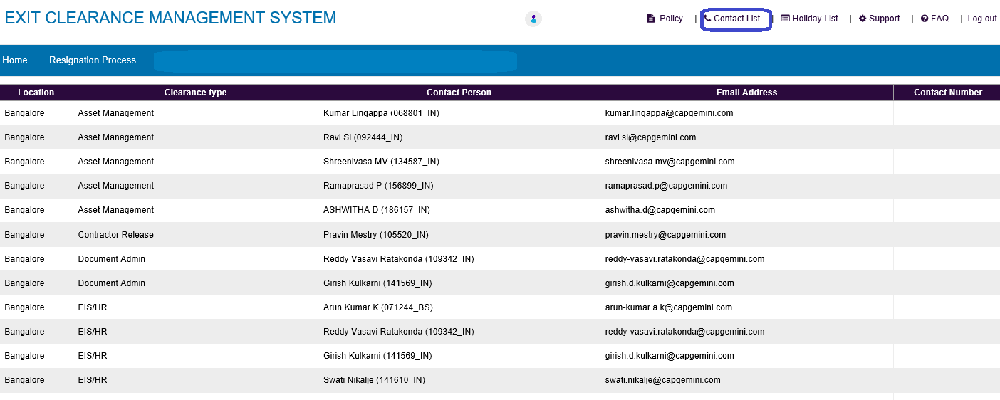 EXIT CLEARANCE MANAGEMENT SYSTEM
Policy | Contact List | Holiday List | Support | FAQ | Log out
Home Resignation Process
Location Clearance type Contact Person Email Address Contact Number
Bangalore Asset Management Kumar Lingappa (068801_IN) kumar.lingappa@capgemini.com
Bangalore Asset Management Ravi Sl (092444_IN) ravi.sl@capgemini.com
Bangalore Asset Management Shreenivasa MV (134587_IN) shreenivasa.mv@capgemini.com
Bangalore Asset Management Ramaprasad P (156899_IN) ramaprasad.p@capgemini.com
Bangalore Asset Management ASHWITHA D (186157_IN) ashwitha.d@capgemini.com
Bangalore Contractor Release Pravin Mestry (105520_IN) pravin.mestry@capgemini.com
Bangalore Document Admin Reddy Vasavi Ratakonda (109342_IN) reddy-vasavi.ratakonda@capgemini.com
Bangalore Document Admin Girish Kulkarni (141569_IN) girish.d.kulkarni@capgemini.com
Bangalore EIS/HR Arun Kumar K (071244_BS) arun-kumar.a.k@capgemini.com
Bangalore EIS/HR Reddy Vasavi Ratakonda (109342_IN) reddy-vasavi.ratakonda@capgemini.com
Bangalore EIS/HR Girish Kulkarni (141569_IN) girish.d.kulkarni@capgemini.com
Bangalore EIS/HR Swati Nikalje (141610_IN) swati.nikalje@capgemini.com